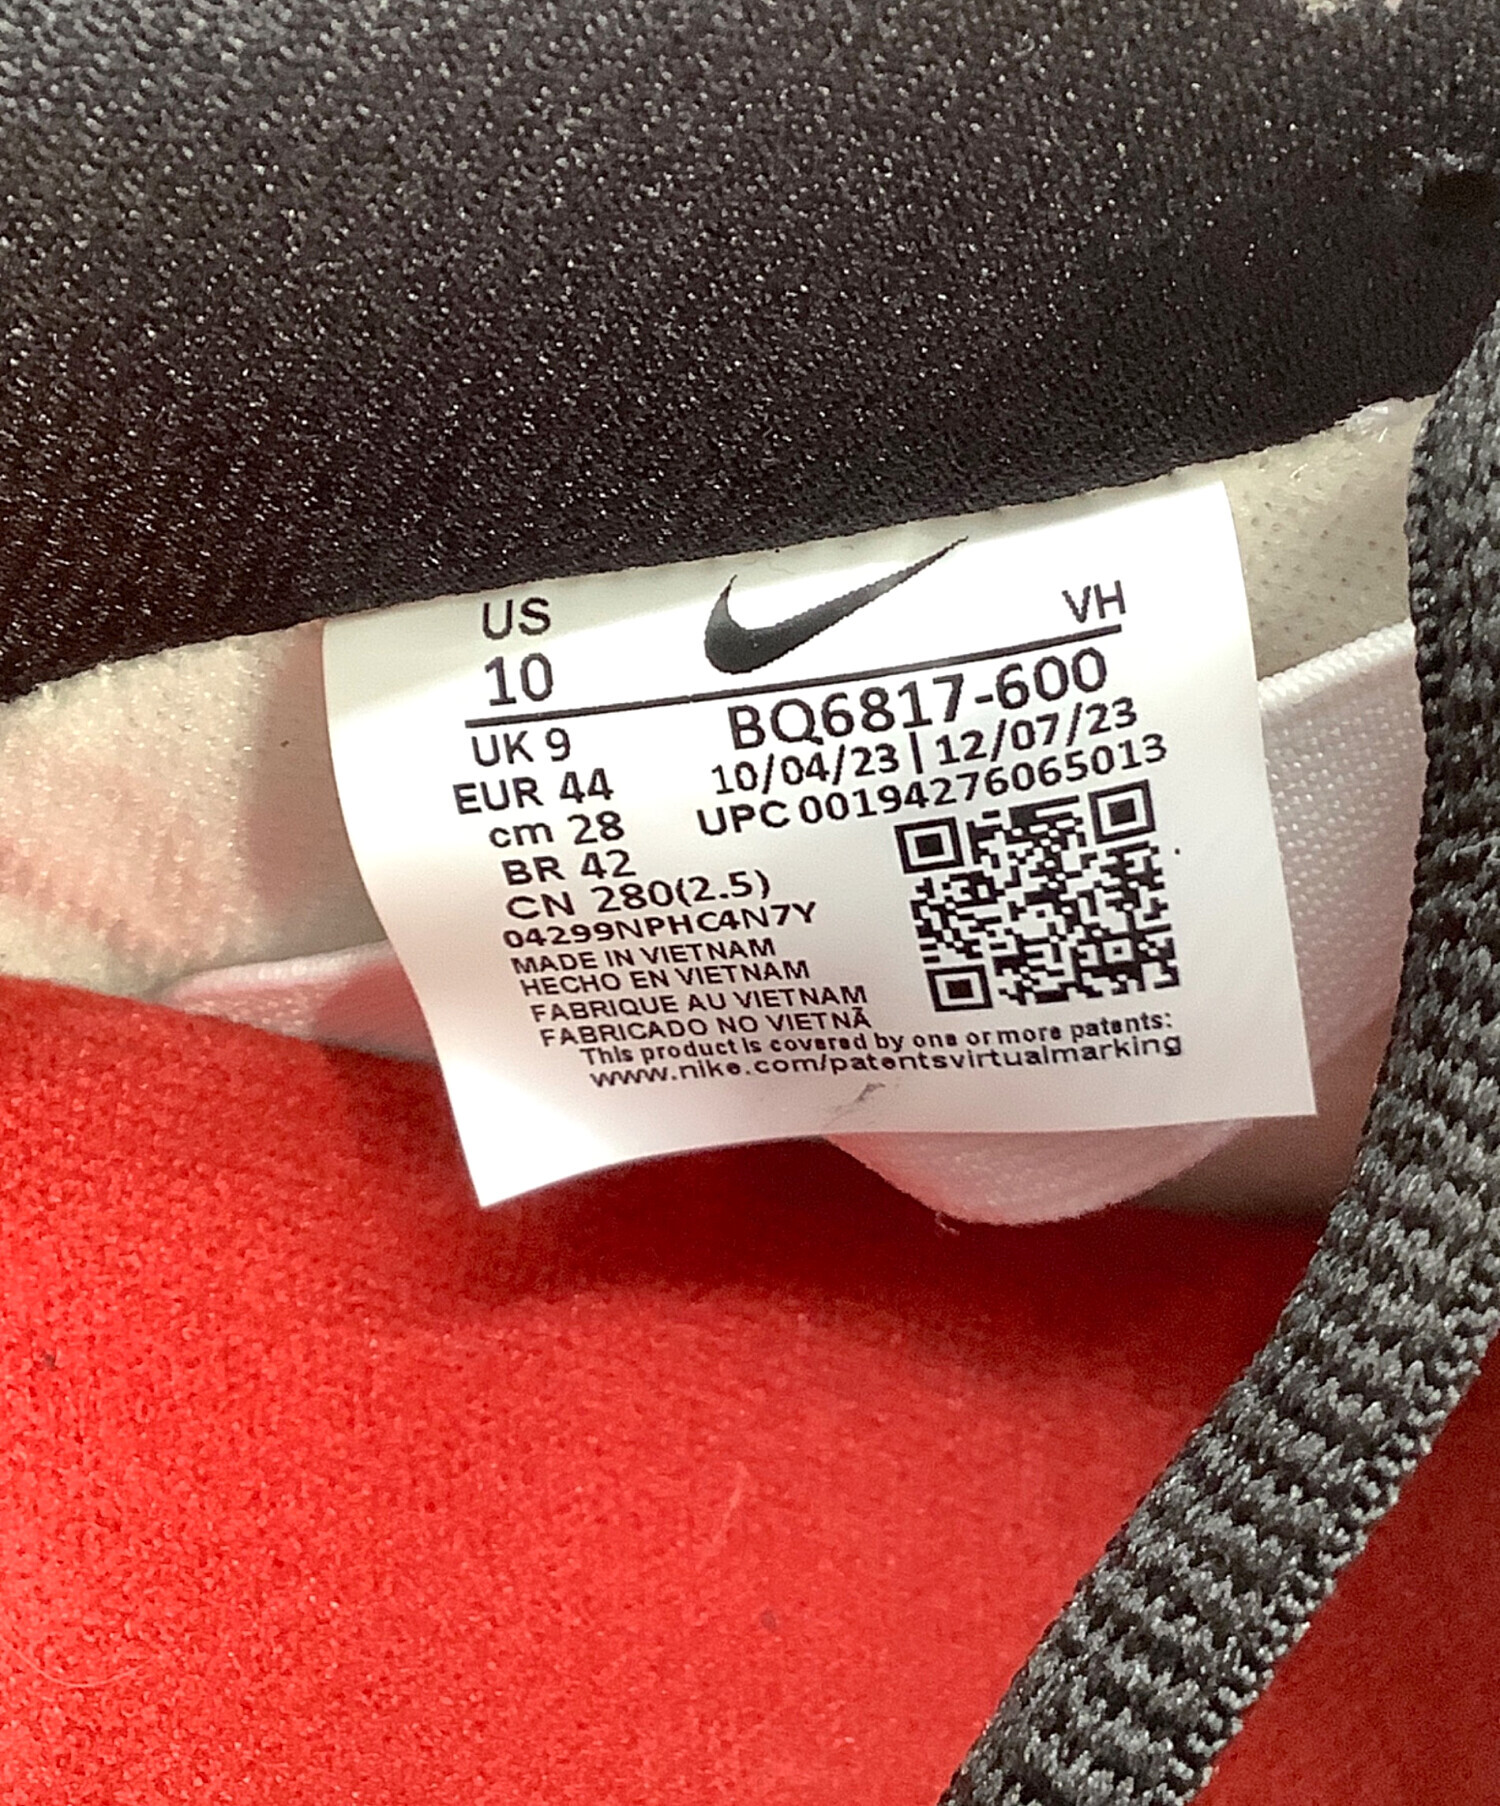 US
VH
10
UK 9
BQ6817-600
EUR 44
10/04/23 | 12/07/23
cm 28
UPC 00194276065013
BR 42
CN 280(2.5)
04299NPHC4N7Y
MADE IN VIETNAM
HECHO EN VIETNAM
FABRIQUE AU VIETNAM
FABRICADO NO VIETNÃ
This product is covered by one or more patents:
www.nike.com/patentsvirtualmarking